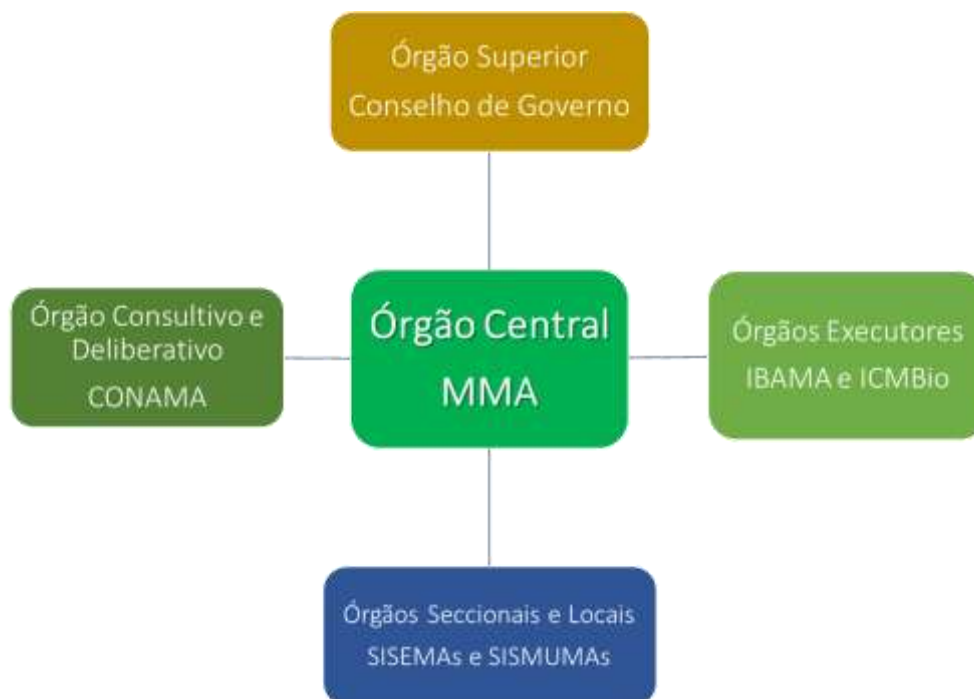 Órgão Superior
Conselho de Governo
Órgão Consultivo e
Deliberativo
CONAMA
Órgão Central
MMA
Órgãos Executores
IBAMA e ICMBio
Órgãos Seccionais e Locais
SISEMAs e SISMUMAs